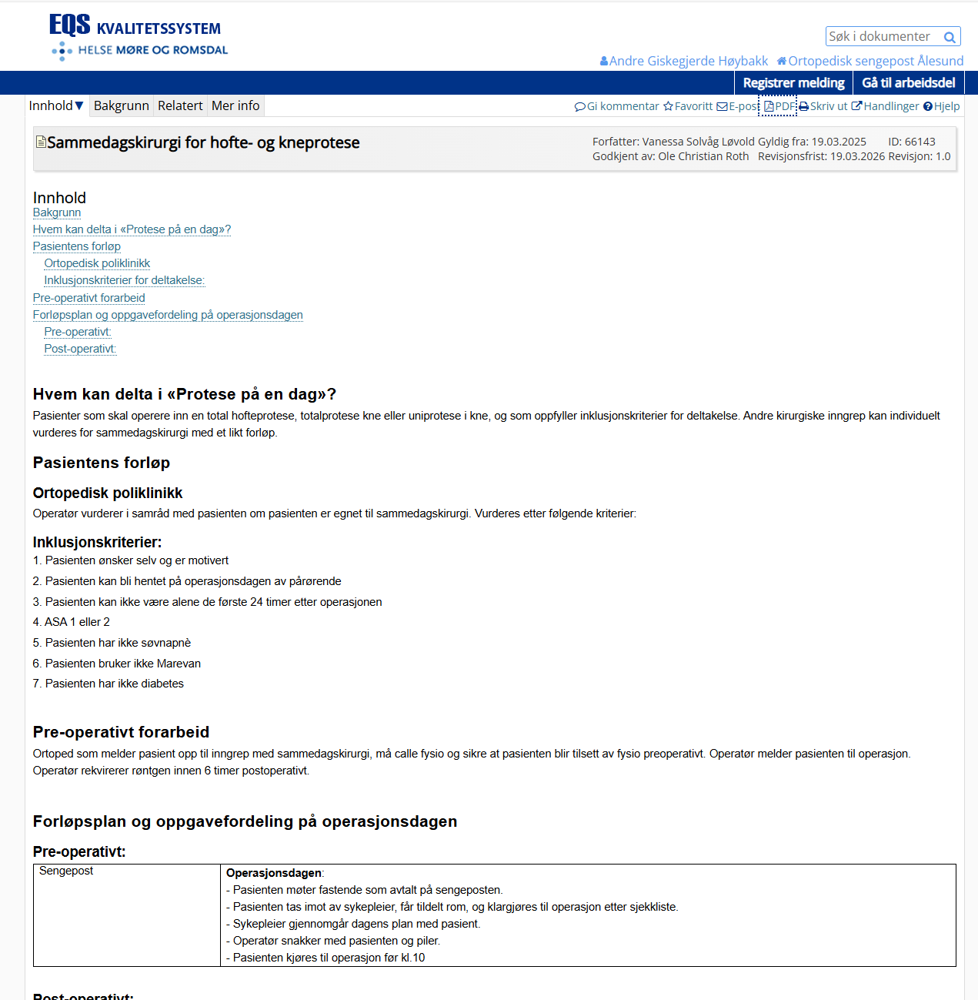 EQS KVALITETSSYSTEM
HELSE MØRE OG ROMSDAL
Søk i dokumenter
Andre Giskegjerde Høybakk Ortopedisk sengepost Ålesund
Registrer melding Gå til arbeidsdel
Innhold▼ Bakgrunn Relatert Mer info Gi kommentar Favoritt E-post PDF Skriv ut Handlinger Hjelp
Sammedagskirurgi for hofte- og kneprotese
Forfatter: Vanessa Solvåg Løvold Gyldig fra: 19.03.2025 ID: 66143
Godkjent av: Ole Christian Roth Revisjonsfrist: 19.03.2026 Revisjon: 1.0
Innhold
Bakgrunn
Hvem kan delta i «Protese på en dag»?
Pasientens forløp
Ortopedisk poliklinikk
Inklusjonskriterier for deltakelse:
Pre-operativt forarbeid
Forløpsplan og oppgavefordeling på operasjonsdagen
Pre-operativt:
Post-operativt:
Hvem kan delta i «Protese på en dag»?
Pasienter som skal operere inn en total hofteprotese, totalprotese kne eller uniprotese i kne, og som oppfyller inklusjonskriterier for deltakelse. Andre kirurgiske inngrep kan individuelt
vurderes for sammedagskirurgi med et likt forløp.
Pasientens forløp
Ortopedisk poliklinikk
Operatør vurderer i samråd med pasienten om pasienten er egnet til sammedagskirurgi. Vurderes etter følgende kriterier:
Inklusjonskriterier:
1. Pasienten ønsker selv og er motivert
2. Pasienten kan bli hentet på operasjonsdagen av pårørende
3. Pasienten kan ikke være alene de første 24 timer etter operasjonen
4. ASA 1 eller 2
5. Pasienten har ikke søvnapnè
6. Pasienten bruker ikke Marevan
7. Pasienten har ikke diabetes
Pre-operativt forarbeid
Ortoped som melder pasient opp til inngrep med sammedagskirurgi, må calle fysio og sikre at pasienten blir tilsett av fysio preoperativt. Operatør melder pasienten til operasjon.
Operatør rekvirerer røntgen innen 6 timer postoperativt.
Forløpsplan og oppgavefordeling på operasjonsdagen
Pre-operativt:
Sengepost
Operasjonsdagen:
- Pasienten møter fastende som avtalt på sengeposten.
- Pasienten tas imot av sykepleier, får tildelt rom, og klargjøres til operasjon etter sjekkliste.
- Sykepleier gjennomgår dagens plan med pasient.
- Operatør snakker med pasienten og piler.
- Pasienten kjøres til operasjon før kl.10
Post-operativt: